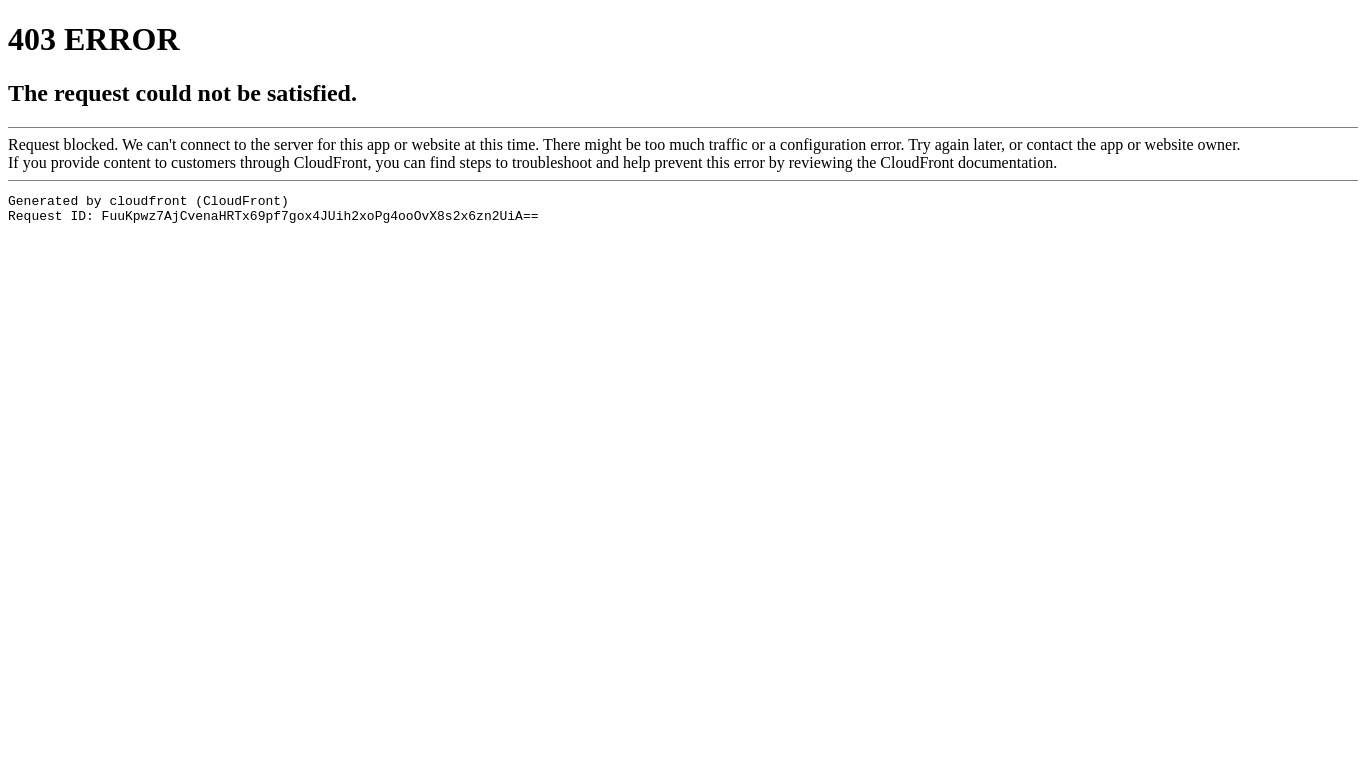 403 ERROR
The request could not be satisfied.
Request blocked. We can't connect to the server for this app or website at this time. There might be too much traffic or a configuration error. Try again later, or contact the app or website owner.
If you provide content to customers through CloudFront, you can find steps to troubleshoot and help prevent this error by reviewing the CloudFront documentation.
Generated by cloudfront (CloudFront)
Request ID: FuuKpwz7AjCvenaHRTx69pf7gox4JUih2xoPg4ooOvX8s2x6zn2UiA==